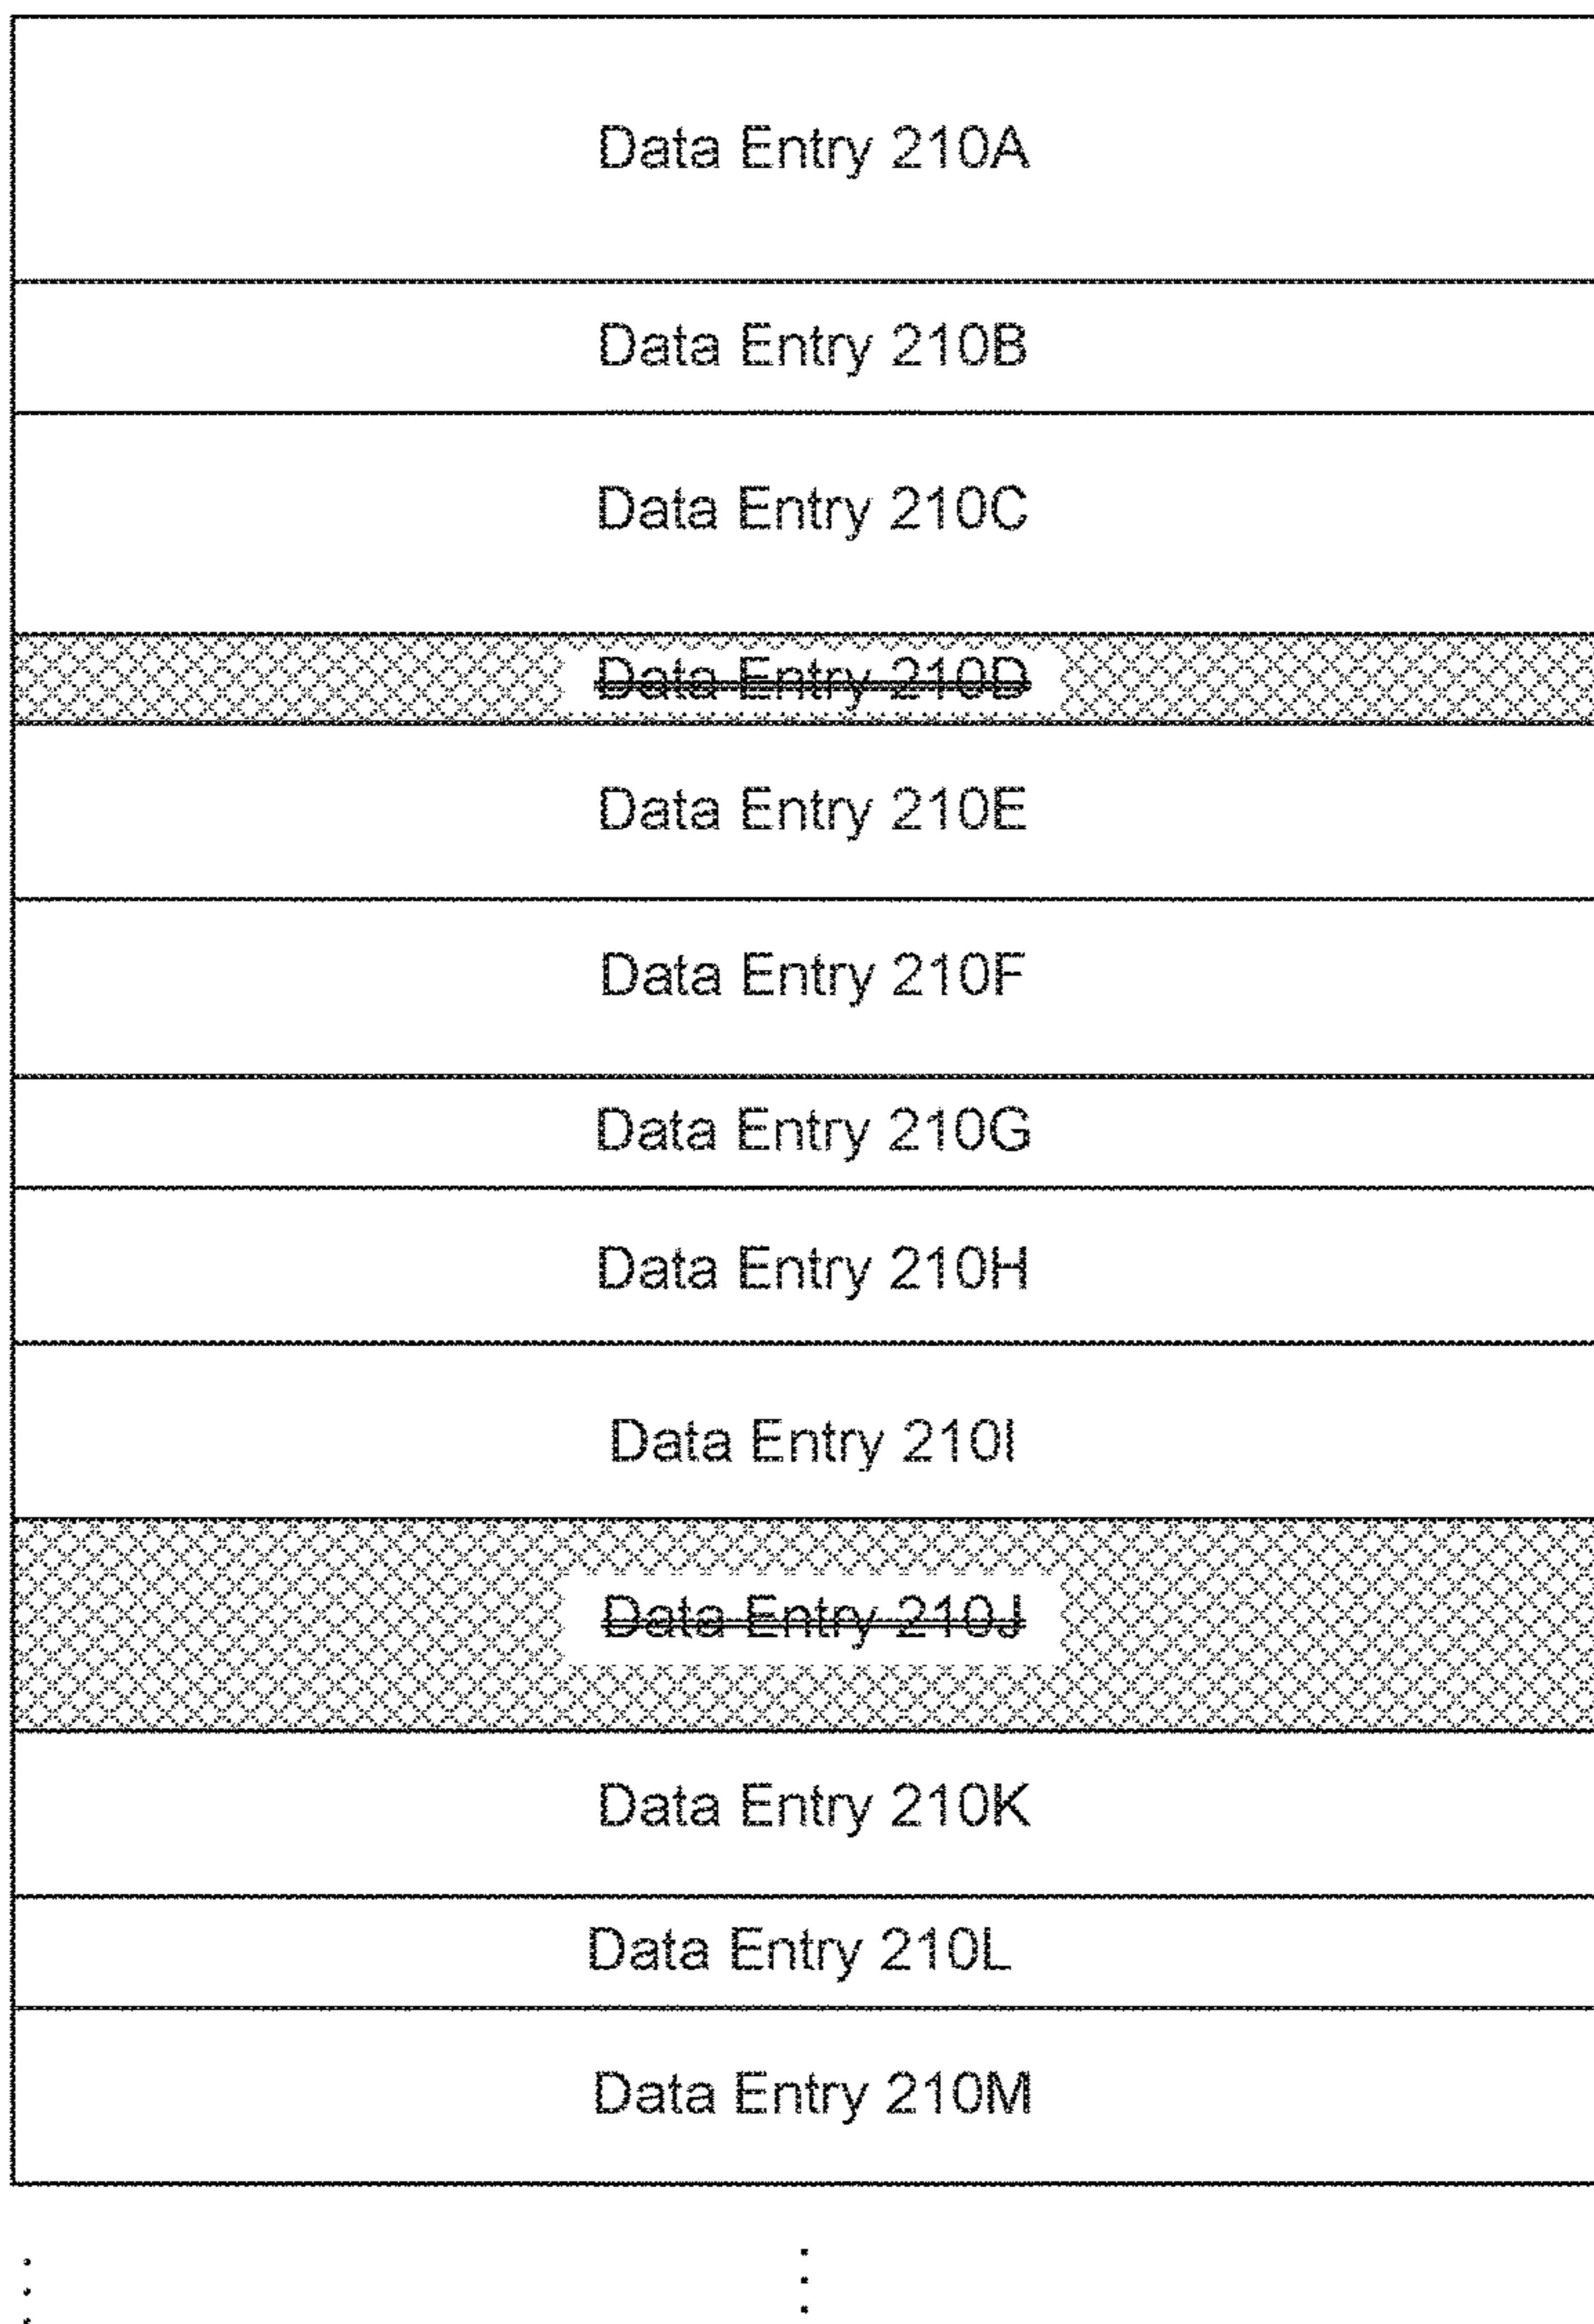 Data Entry 210A
Data Entry 210B
Data Entry 210C
Data Entry 210D
Data Entry 210E
Data Entry 210F
Data Entry 210G
Data Entry 210H
Data Entry 210I
Data Entry 210J
Data Entry 210K
Data Entry 210L
Data Entry 210M